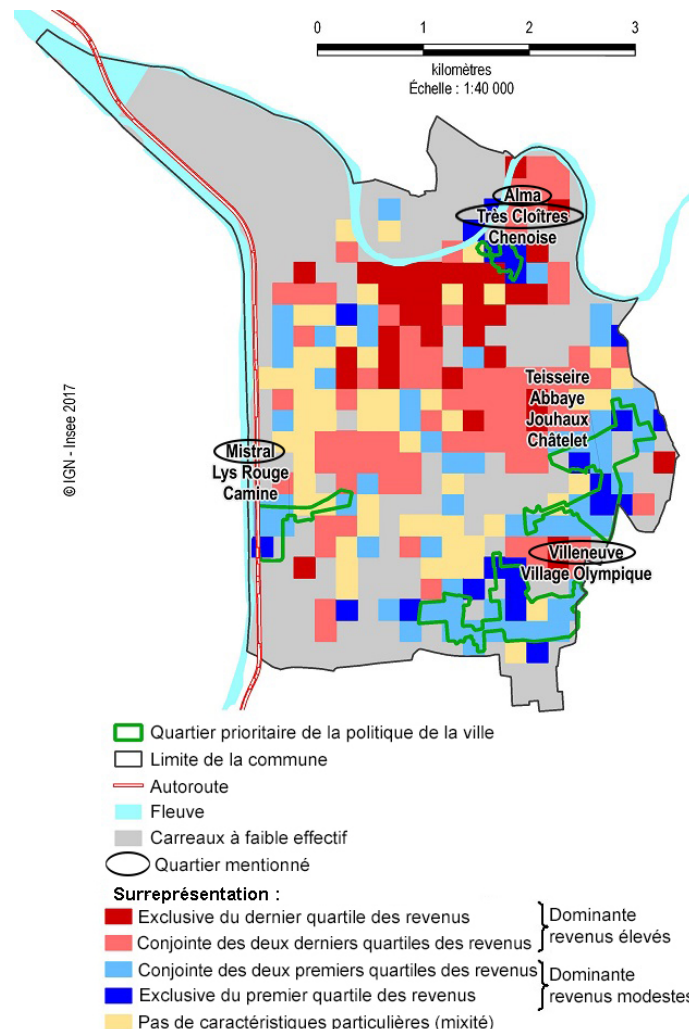 0 1 2 3
kilomètres
Échelle : 1:40 000
Alma
Très Cloîtres
Chenoise
Teisseire
Abbaye
Jouhaux
Châtelet
© IGN - Insee 2017
Mistral
Lys Rouge
Camine
Villeneuve
Village Olympique
Quartier prioritaire de la politique de la ville
Limite de la commune
Autoroute
Fleuve
Carreaux à faible effectif
Quartier mentionné
Surreprésentation :
Exclusive du dernier quartile des revenus
Conjointe des deux derniers quartiles des revenus
Dominante
revenus élevés
Conjointe des deux premiers quartiles des revenus
Exclusive du premier quartile des revenus
Dominante
revenus modestes
Pas de caractéristiques particulières (mixité)